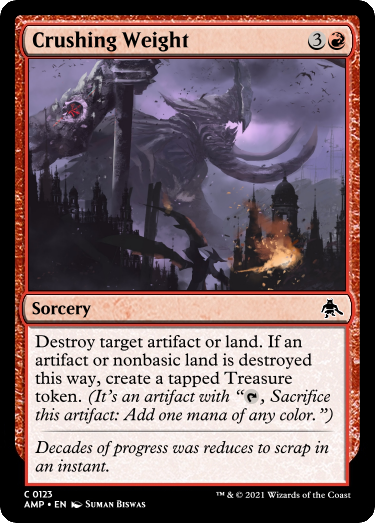 Crushing Weight 3
Sorcery
Destroy target artifact or land. If an
artifact or nonbasic land is destroyed
this way, create a tapped Treasure
token. (It's an artifact with “, Sacrifice
this artifact: Add one mana of any color.”)
Decades of progress was reduces to scrap in
an instant.
C 0123
AMP • EN SUMAN BISWAS
™ & © 2021 Wizards of the Coast